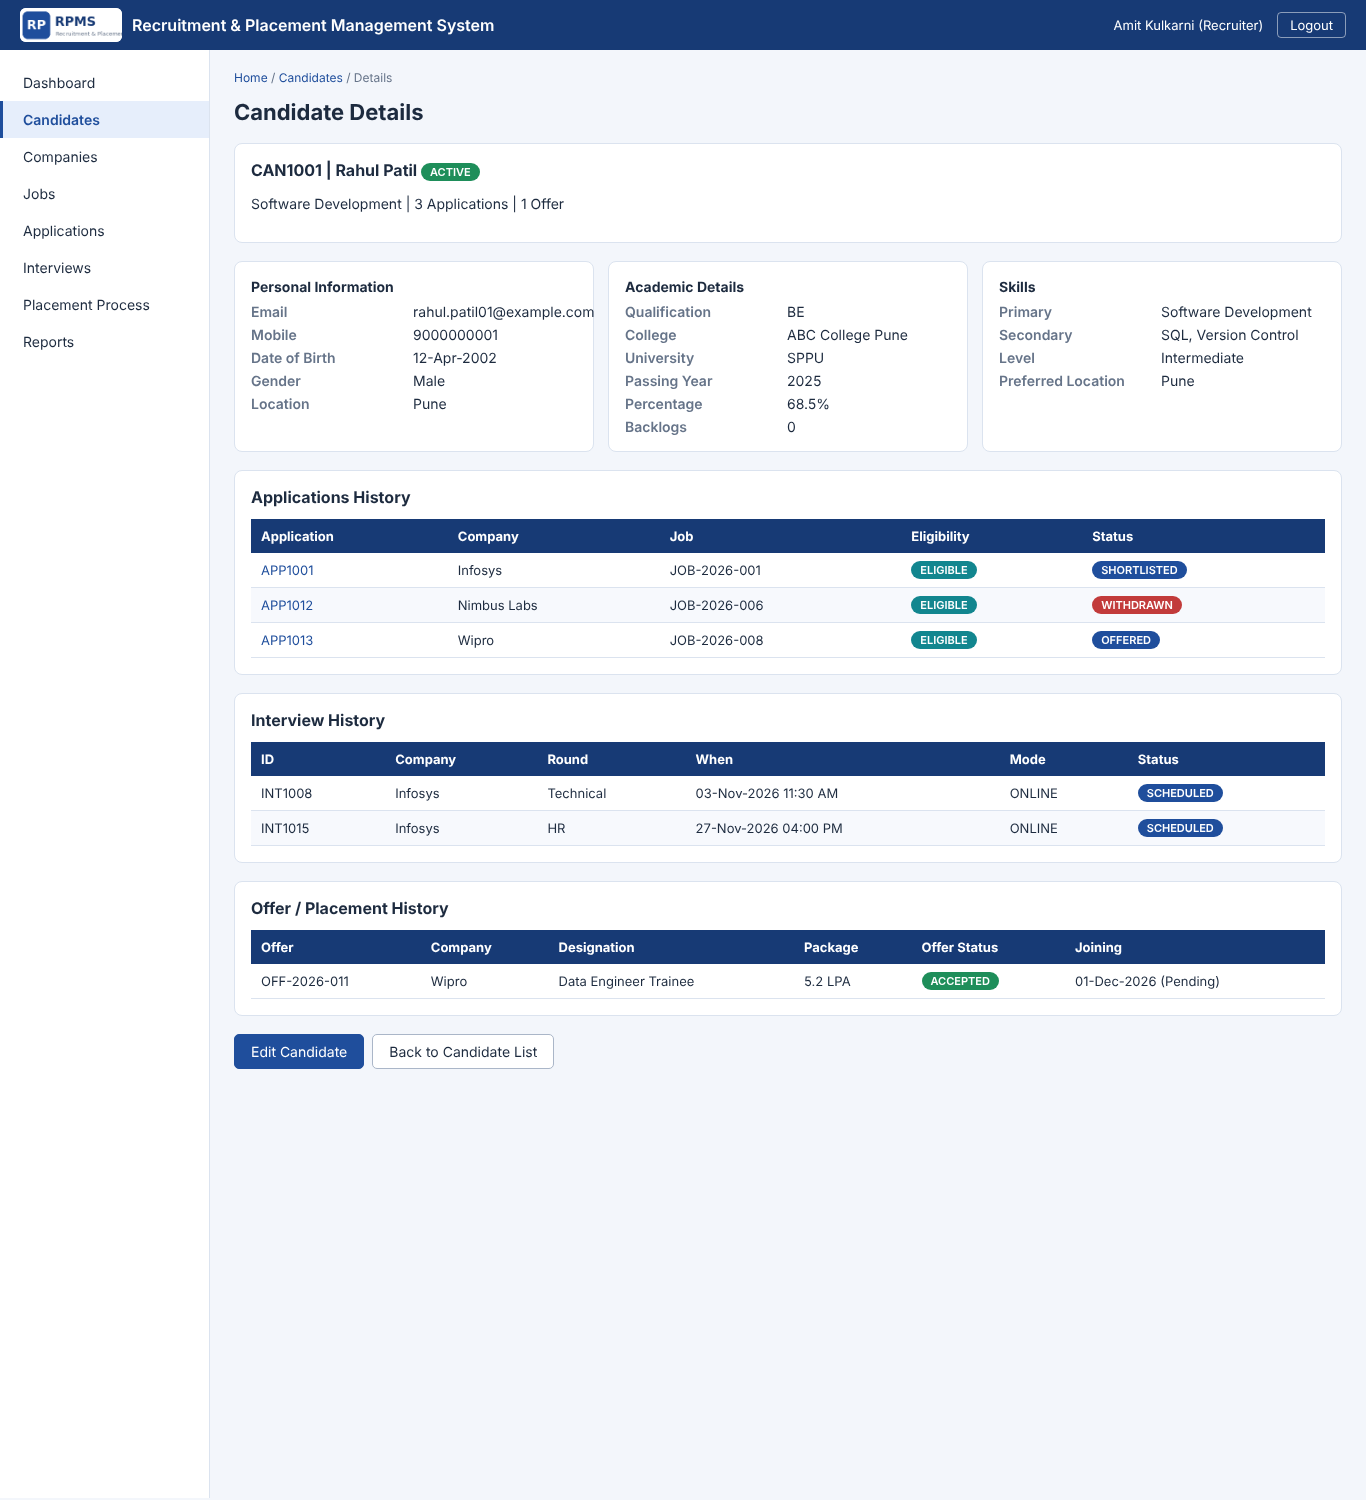 RP RPMS Recruitment & Placement Management System Amit Kulkarni (Recruiter) Logout
Dashboard
Candidates
Companies
Jobs
Applications
Interviews
Placement Process
Reports
Home / Candidates / Details
Candidate Details
CAN1001 | Rahul Patil ACTIVE
Software Development | 3 Applications | 1 Offer
Personal Information
Email rahul.patil01@example.com
Mobile 9000000001
Date of Birth 12-Apr-2002
Gender Male
Location Pune
Academic Details
Qualification BE
College ABC College Pune
University SPPU
Passing Year 2025
Percentage 68.5%
Backlogs 0
Skills
Primary Software Development
Secondary SQL, Version Control
Level Intermediate
Preferred Location Pune
Applications History
Application Company Job Eligibility Status
APP1001 Infosys JOB-2026-001 ELIGIBLE SHORTLISTED
APP1012 Nimbus Labs JOB-2026-006 ELIGIBLE WITHDRAWN
APP1013 Wipro JOB-2026-008 ELIGIBLE OFFERED
Interview History
ID Company Round When Mode Status
INT1008 Infosys Technical 03-Nov-2026 11:30 AM ONLINE SCHEDULED
INT1015 Infosys HR 27-Nov-2026 04:00 PM ONLINE SCHEDULED
Offer / Placement History
Offer Company Designation Package Offer Status Joining
OFF-2026-011 Wipro Data Engineer Trainee 5.2 LPA ACCEPTED 01-Dec-2026 (Pending)
Edit Candidate Back to Candidate List